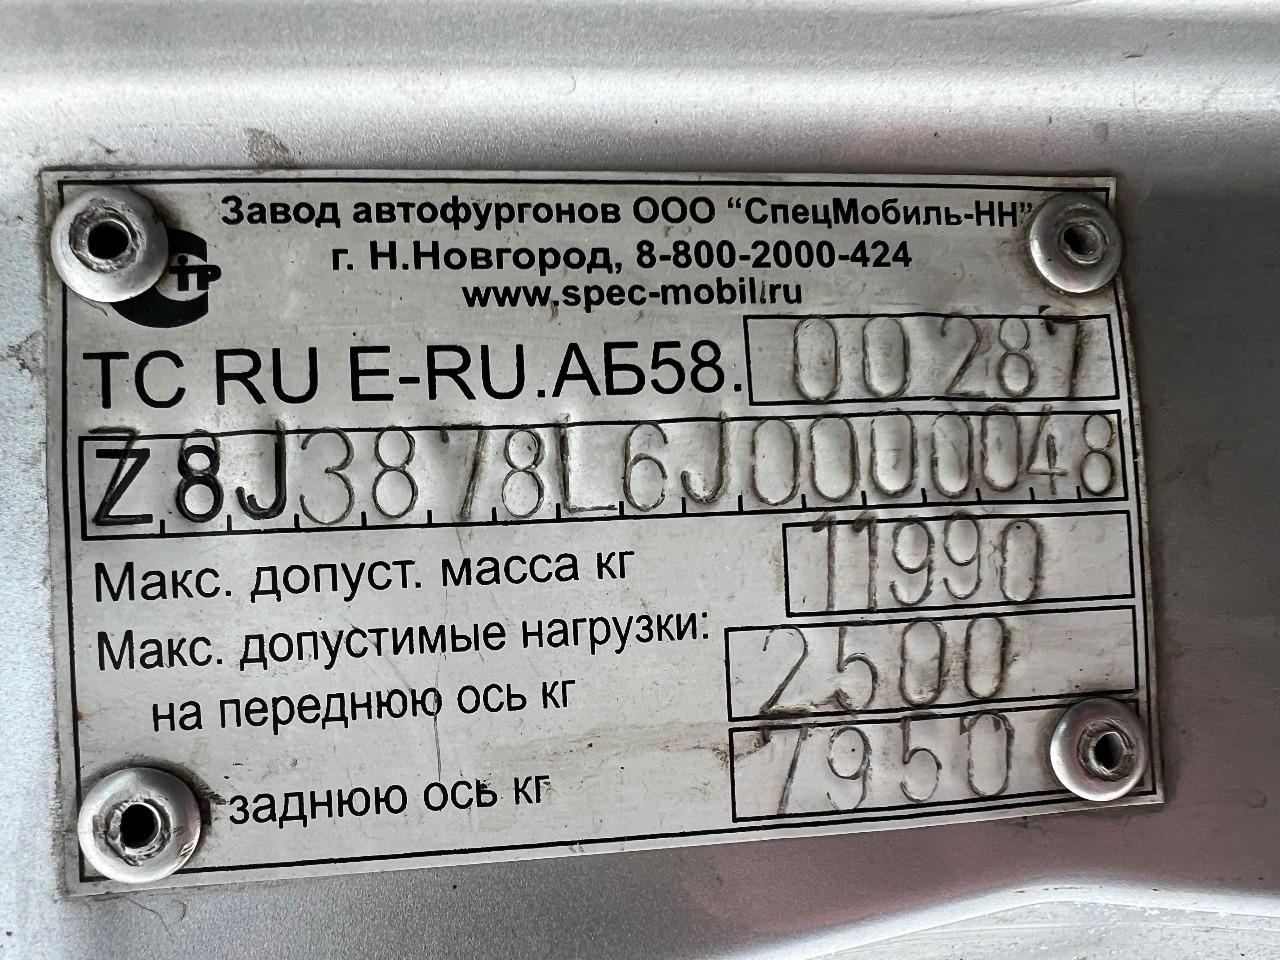 Завод автофургонов ООО "СпецМобиль-НН"
г. Н.Новгород, 8-800-2000-424
www.spec-mobil.ru
ТС RU E-RU.АБ58. 00287
Z8J3878L6J0000048
Макс. допуст. масса кг 11990
Макс. допустимые нагрузки:
на переднюю ось кг 2500
заднюю ось кг 7950